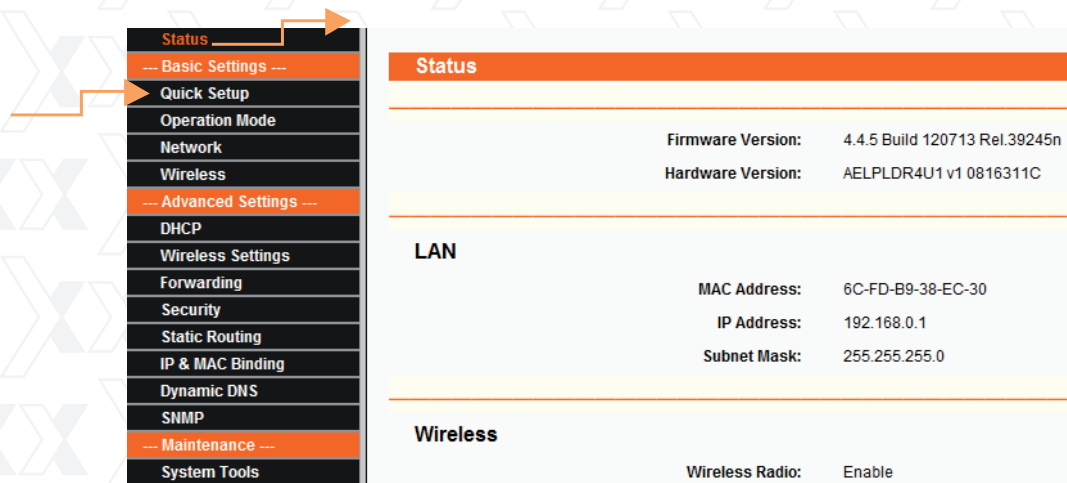 Status
--- Basic Settings ---
Quick Setup
Operation Mode
Network
Wireless
--- Advanced Settings ---
DHCP
Wireless Settings
Forwarding
Security
Static Routing
IP & MAC Binding
Dynamic DNS
SNMP
--- Maintenance ---
System Tools
Status
Firmware Version: 4.4.5 Build 120713 Rel.39245n
Hardware Version: AELPLDR4U1 v1 0816311C
LAN
MAC Address: 6C-FD-B9-38-EC-30
IP Address: 192.168.0.1
Subnet Mask: 255.255.255.0
Wireless
Wireless Radio: Enable